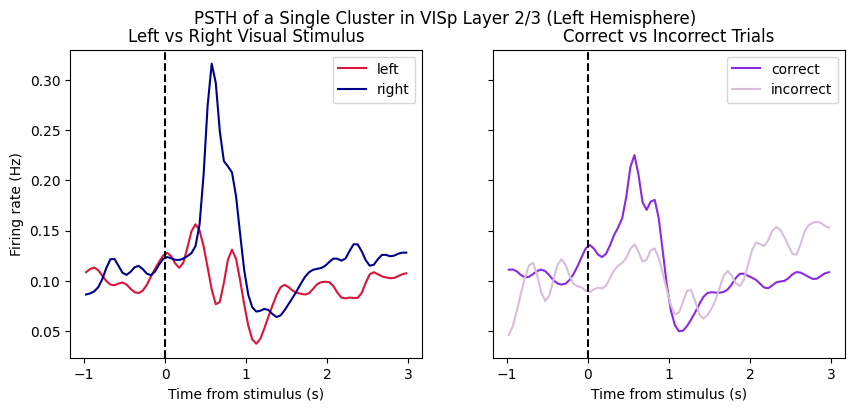 PSTH of a Single Cluster in VISp Layer 2/3 (Left Hemisphere)
Left vs Right Visual Stimulus
Correct vs Incorrect Trials
left
right
correct
incorrect
Firing rate (Hz)
0.30
0.25
0.20
0.15
0.10
0.05
−1 0 1 2 3
−1 0 1 2 3
Time from stimulus (s)
Time from stimulus (s)